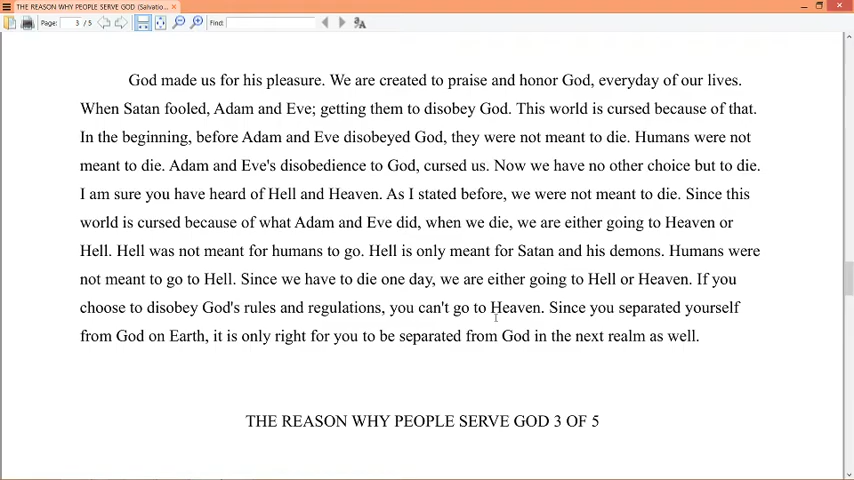 THE REASON WHY PEOPLE SERVE GOD (Salvatio...
Page: 3 / 5 Find:
God made us for his pleasure. We are created to praise and honor God, everyday of our lives.
When Satan fooled, Adam and Eve; getting them to disobey God. This world is cursed because of that.
In the beginning, before Adam and Eve disobeyed God, they were not meant to die. Humans were not
meant to die. Adam and Eve's disobedience to God, cursed us. Now we have no other choice but to die.
I am sure you have heard of Hell and Heaven. As I stated before, we were not meant to die. Since this
world is cursed because of what Adam and Eve did, when we die, we are either going to Heaven or
Hell. Hell was not meant for humans to go. Hell is only meant for Satan and his demons. Humans were
not meant to go to Hell. Since we have to die one day, we are either going to Hell or Heaven. If you
choose to disobey God's rules and regulations, you can't go to Heaven. Since you separated yourself
from God on Earth, it is only right for you to be separated from God in the next realm as well.
THE REASON WHY PEOPLE SERVE GOD 3 OF 5